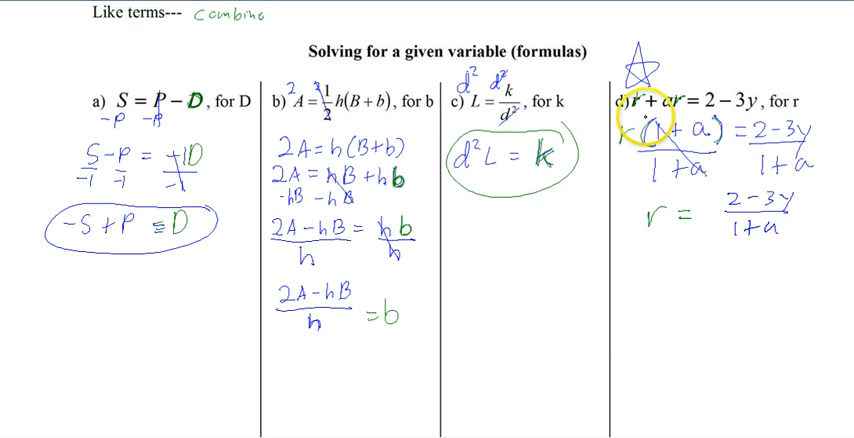 Like terms--- combine
Solving for a given variable (formulas)
a) S = P − D, for D
−P −P
S−P = −1D
−1 −1 −1
−S + P = D
2 2
b) A = 1/2 h(B + b), for b
2A = h(B+b)
2A = hB + hb
−hB −hB
2A−hB = hb
h h
2A−hB = b
h
d² d²
c) L = k/d², for k
d²L = k
d) r + ar = 2 − 3y, for r
r(1+a) = 2−3y
1+a 1+a
r = 2−3y
1+a